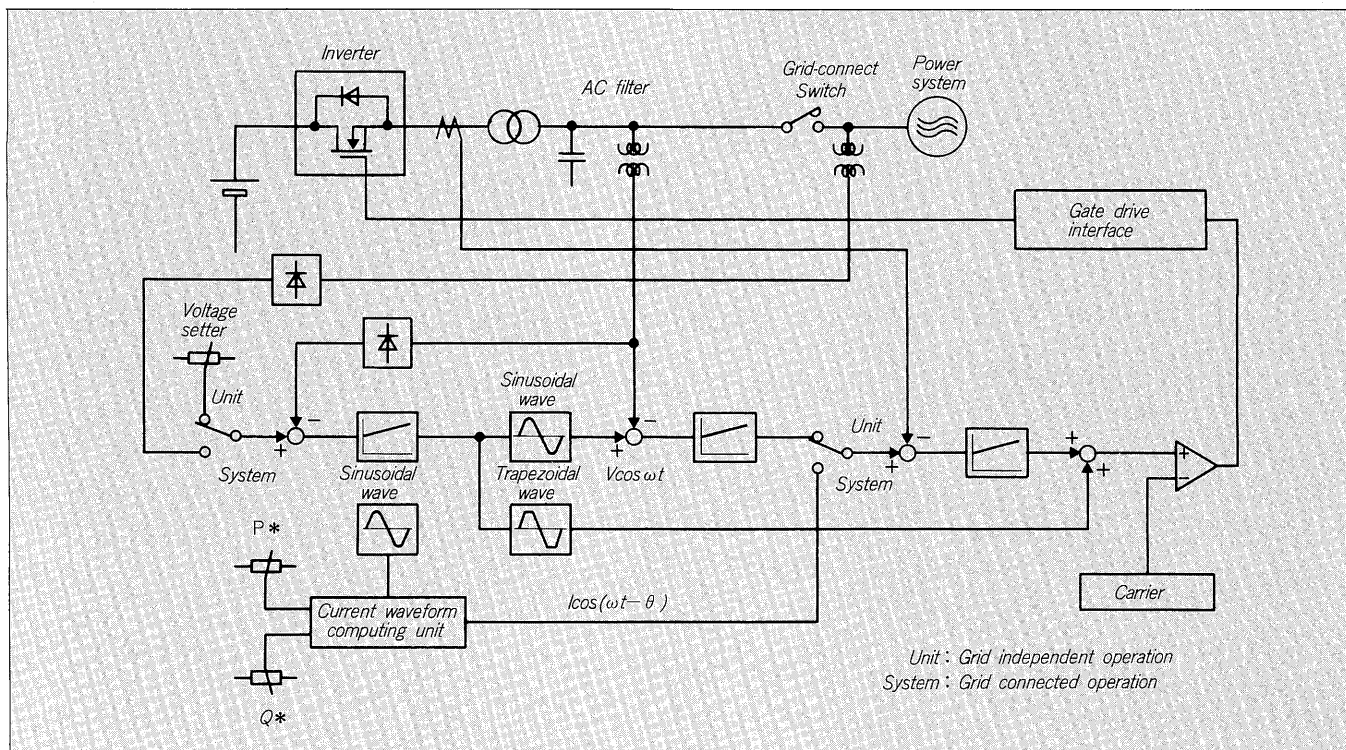 Inverter
AC filter
Grid-connect
Switch
Power
system
Gate drive
interface
Voltage
setter
Unit
System
Sinusoidal
wave
Sinusoidal
wave
Trapezoidal
wave
Vcos ωt
Unit
System
+
−
+
−
+
−
+
+
+
−
P*
Q*
Current waveform
computing unit
Icos(ωt−θ)
Carrier
Unit : Grid independent operation
System : Grid connected operation